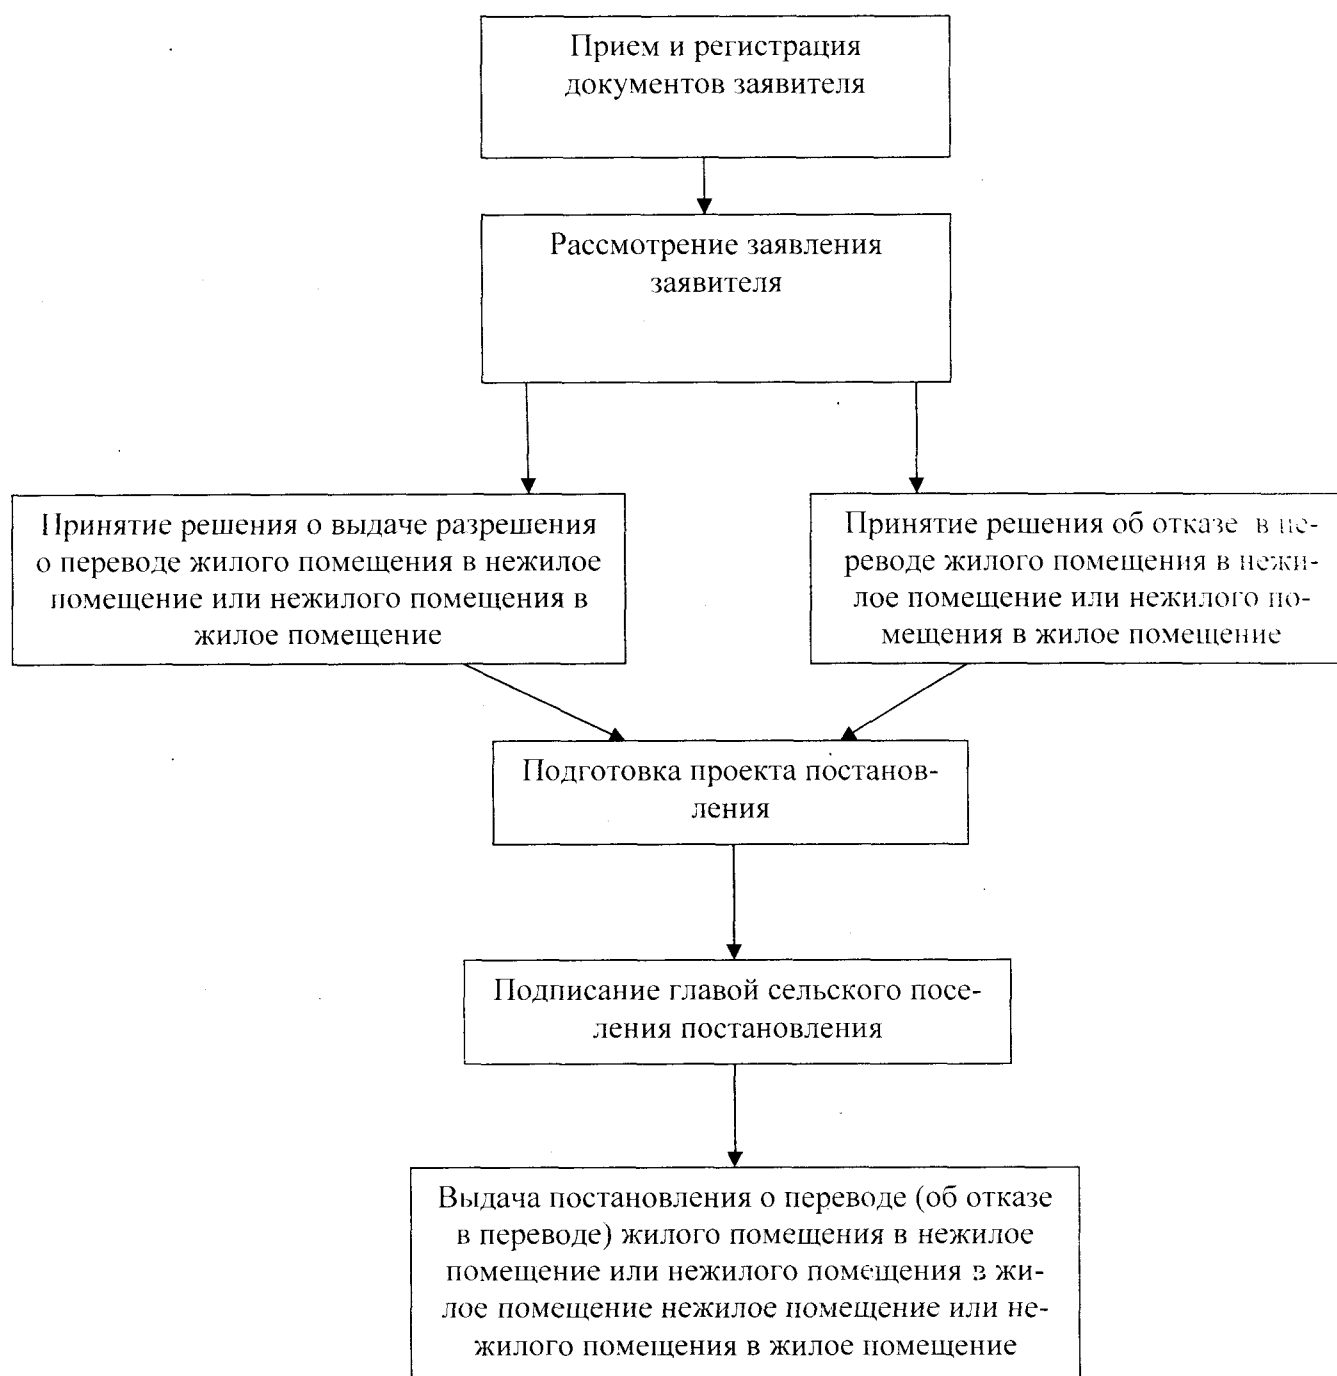 Прием и регистрация
документов заявителя
Рассмотрение заявления
заявителя
Принятие решения о выдаче разрешения
о переводе жилого помещения в нежилое
помещение или нежилого помещения в
жилое помещение
Принятие решения об отказе в пе-
реводе жилого помещения в нежи-
лое помещение или нежилого по-
мещения в жилое помещение
Подготовка проекта постанов-
ления
Подписание главой сельского посе-
ления постановления
Выдача постановления о переводе (об отказе
в переводе) жилого помещения в нежилое
помещение или нежилого помещения в жи-
лое помещение нежилое помещение или не-
жилого помещения в жилое помещение